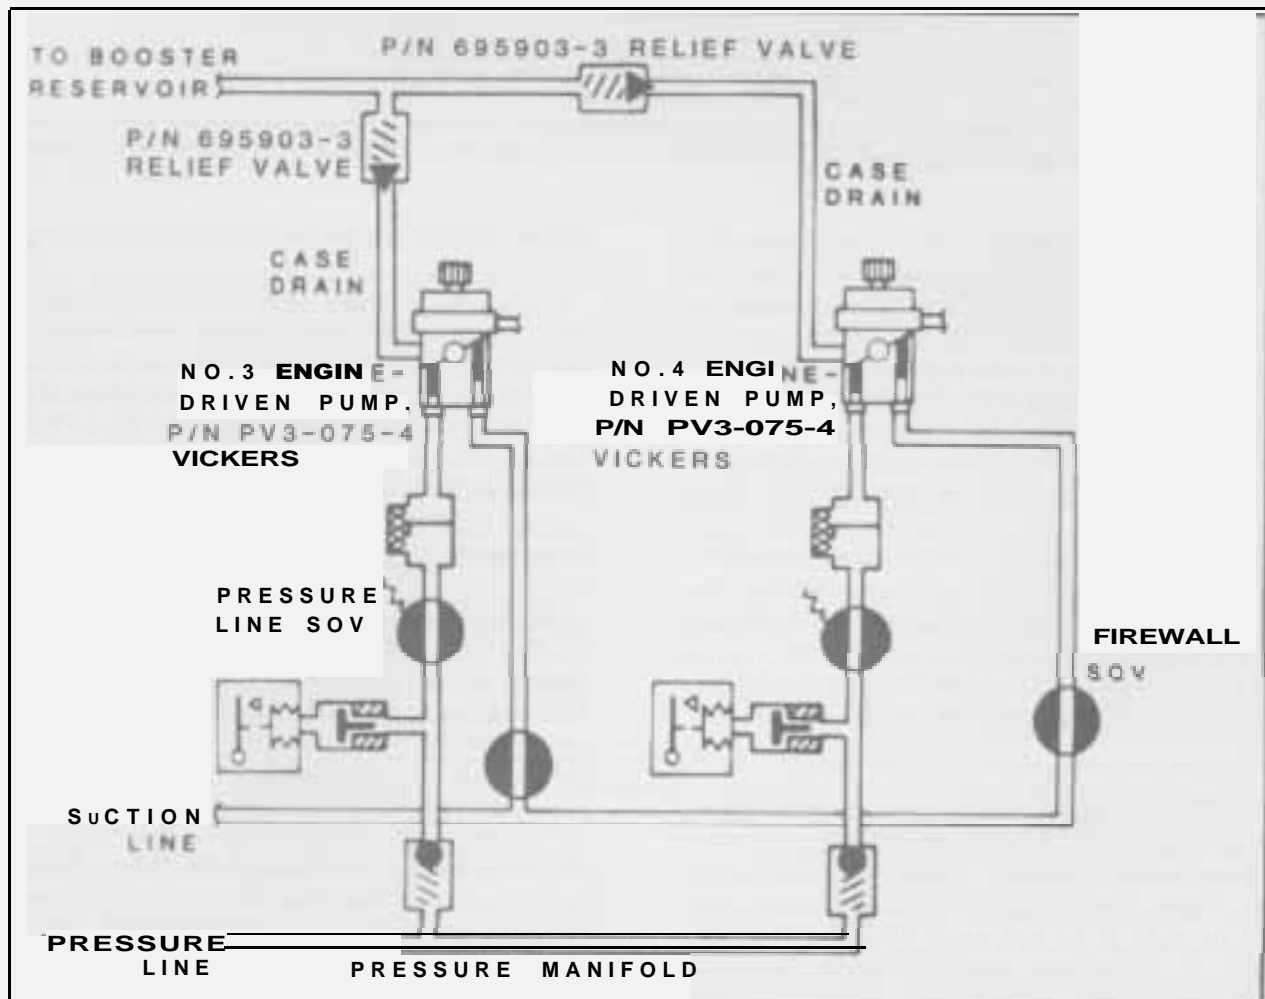 TO BOOSTER
RESERVOIR)
P/N 695903-3 RELIEF VALVE
P/N 695903-3
RELIEF VALVE
CASE
DRAIN
CASE
DRAIN
NO.3 ENGINE-
DRIVEN PUMP.
P/N PV3-075-4
VICKERS
NO.4 ENGINE-
DRIVEN PUMP,
P/N PV3-075-4
VICKERS
PRESSURE
LINE SOV
FIREWALL
SOV
SuCTION
LINE
PRESSURE
LINE
PRESSURE MANIFOLD